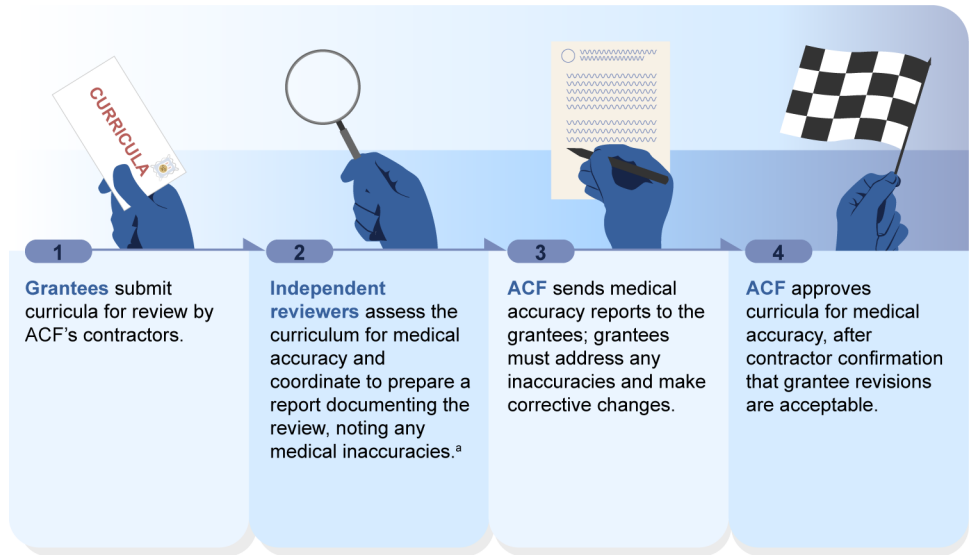 CURRICULA
1
Grantees submit
curricula for review by
ACF's contractors.
2
Independent
reviewers assess the
curriculum for medical
accuracy and
coordinate to prepare a
report documenting the
review, noting any
medical inaccuracies.ª
3
ACF sends medical
accuracy reports to the
grantees; grantees
must address any
inaccuracies and make
corrective changes.
4
ACF approves
curricula for medical
accuracy, after
contractor confirmation
that grantee revisions
are acceptable.